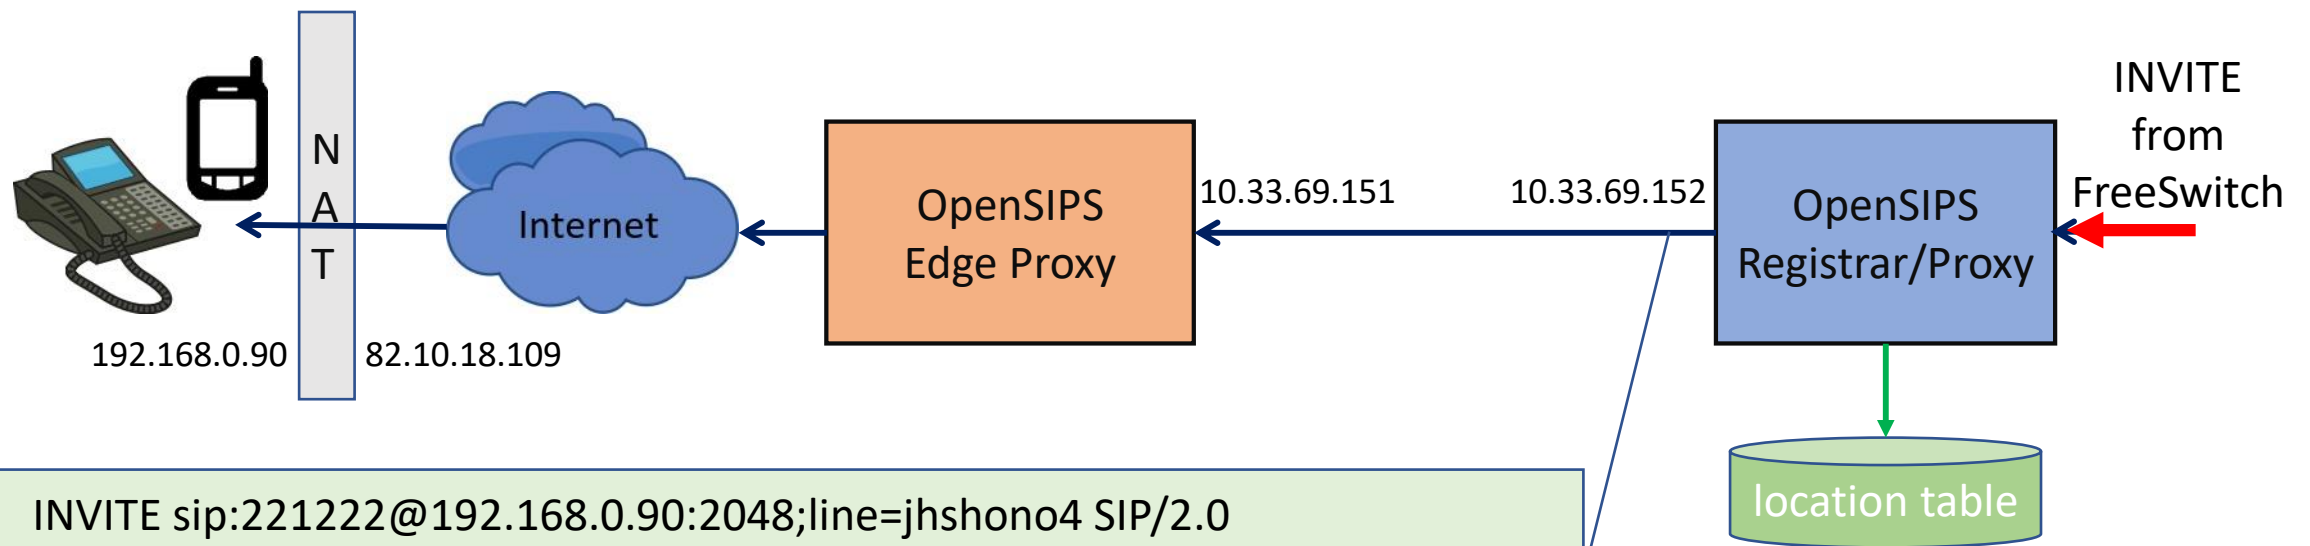 INVITE
from
FreeSwitch
N
A
T
Internet
OpenSIPS
Edge Proxy
10.33.69.151
10.33.69.152
OpenSIPS
Registrar/Proxy
192.168.0.90
82.10.18.109
INVITE sip:221222@192.168.0.90:2048;line=jhshono4 SIP/2.0
location table